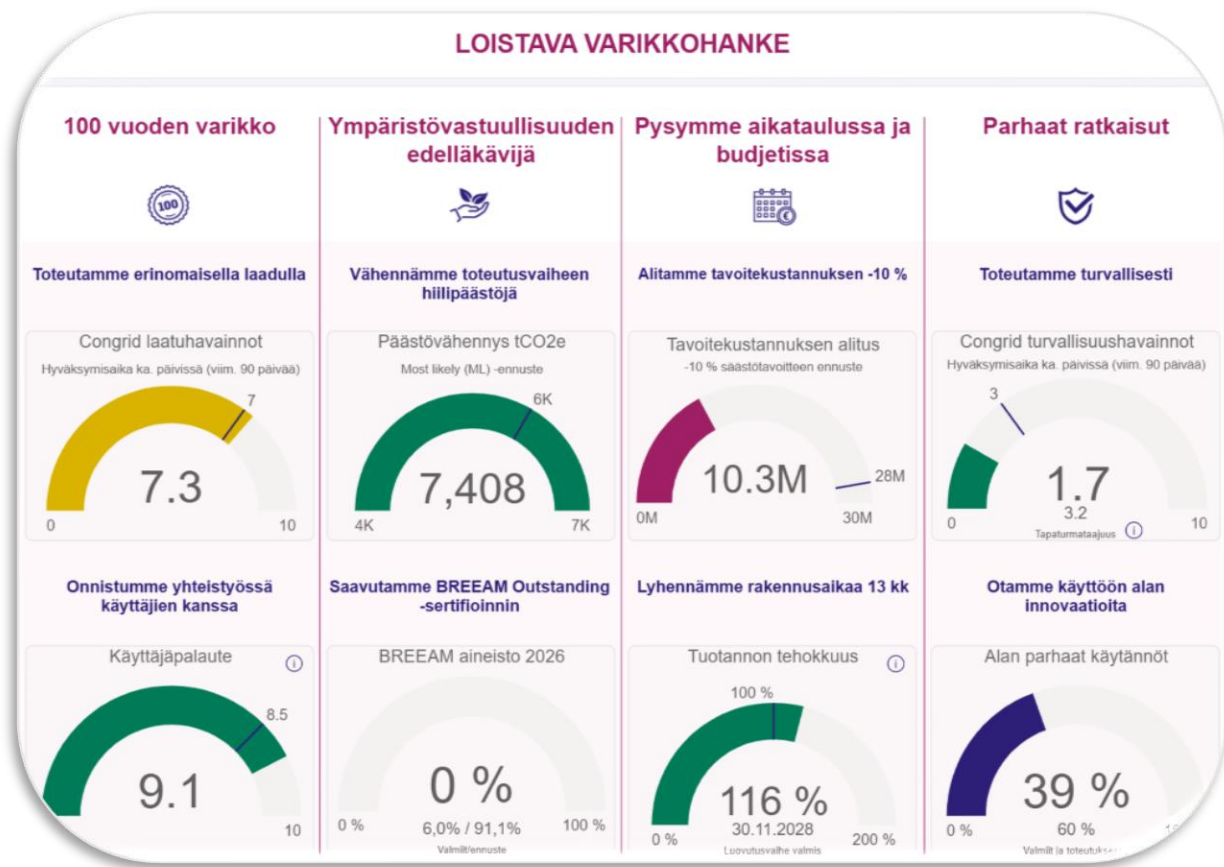 LOISTAVA VARIKKOHANKE
100 vuoden varikko
100
Toteutamme erinomaisella laadulla
Congrid laatuhavainnot
Hyväksymisaika ka. päivissä (viim. 90 päivää)
7
7.3
0
10
Onnistumme yhteistyössä
käyttäjien kanssa
Käyttäjäpalaute
8.5
9.1
10
Ympäristövastuullisuuden
edelläkävijä
Vähennämme toteutusvaiheen
hiilipäästöjä
Päästövähennys tCO2e
Most likely (ML) -ennuste
6K
7,408
4K
7K
Saavutamme BREEAM Outstanding
-sertifioinnin
BREEAM aineisto 2026
0 %
0 %
6,0% / 91,1%
100 %
Valmiit/ennuste
Pysymme aikataulussa ja
budjetissa
€
Alitamme tavoitekustannuksen -10 %
Tavoitekustannuksen alitus
-10 % säästötavoitteen ennuste
10.3M
28M
0M
30M
Lyhennämme rakennusaikaa 13 kk
Tuotannon tehokkuus
100 %
116 %
0 %
30.11.2028
200 %
Luovutusvaihe valmis
Parhaat ratkaisut
Toteutamme turvallisesti
Congrid turvallisuushavainnot
Hyväksymisaika ka. päivissä (viim. 90 päivää)
3
1.7
0
3.2
10
Tapaturmataajuus
Otamme käyttöön alan
innovaatioita
Alan parhaat käytännöt
39 %
0 %
60 %
Valmiit ja